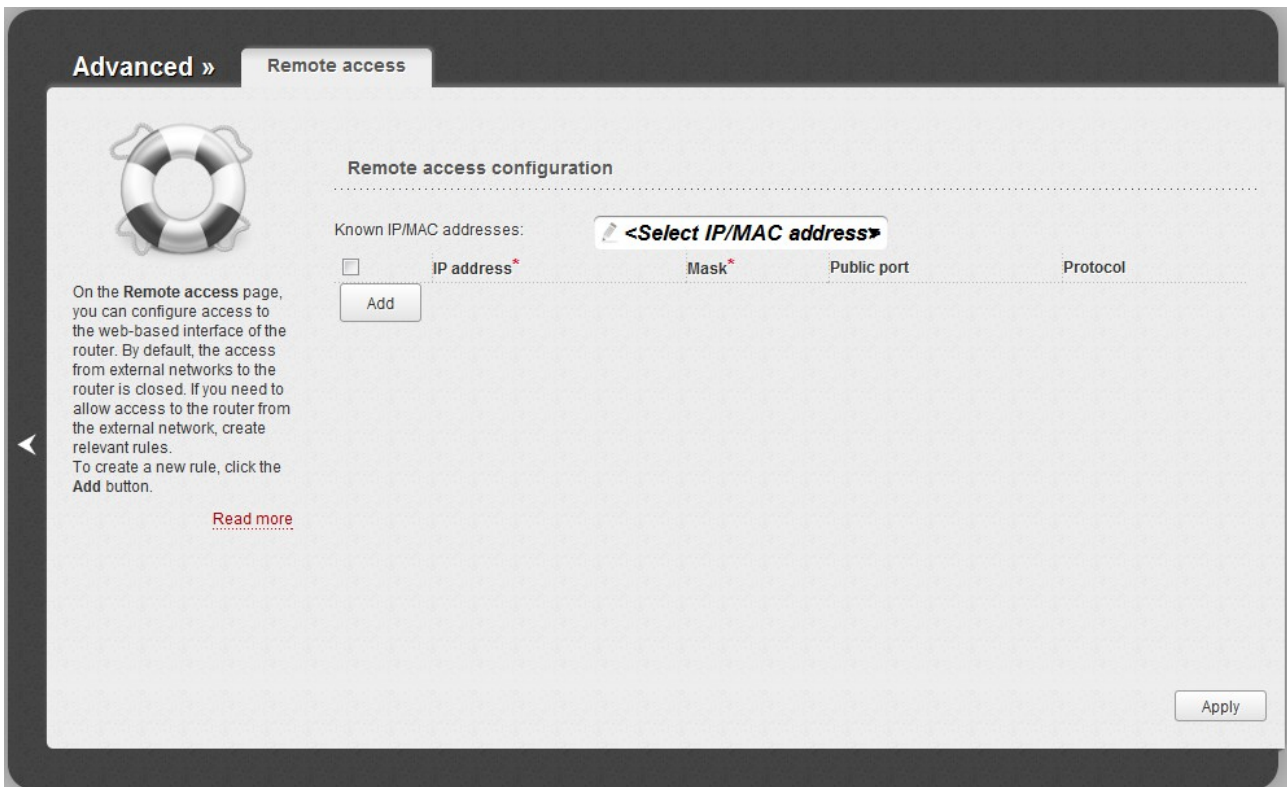 Advanced »
Remote access
Remote access configuration
Known IP/MAC addresses:
<Select IP/MAC address>
IP address* Mask* Public port Protocol
Add
On the Remote access page,
you can configure access to
the web-based interface of the
router. By default, the access
from external networks to the
router is closed. If you need to
allow access to the router from
the external network, create
relevant rules.
To create a new rule, click the
Add button.
Read more
Apply